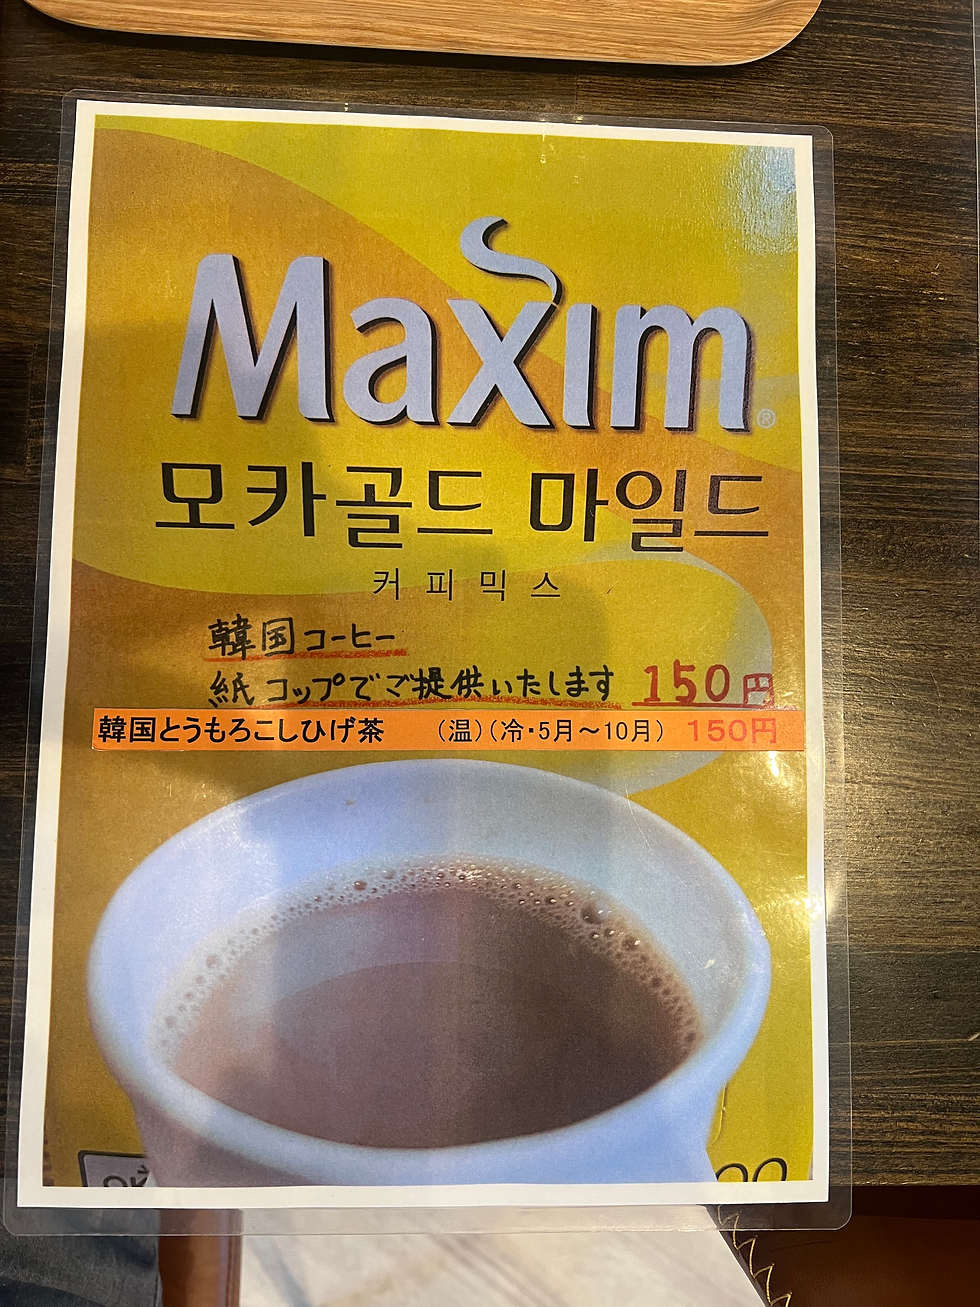 Maxim®
모카골드 마일드
커피믹스
韓国コーヒー
紙コップでご提供いたします 150円
韓国とうもろこしひげ茶 (温)(冷・5月～10月) 150円